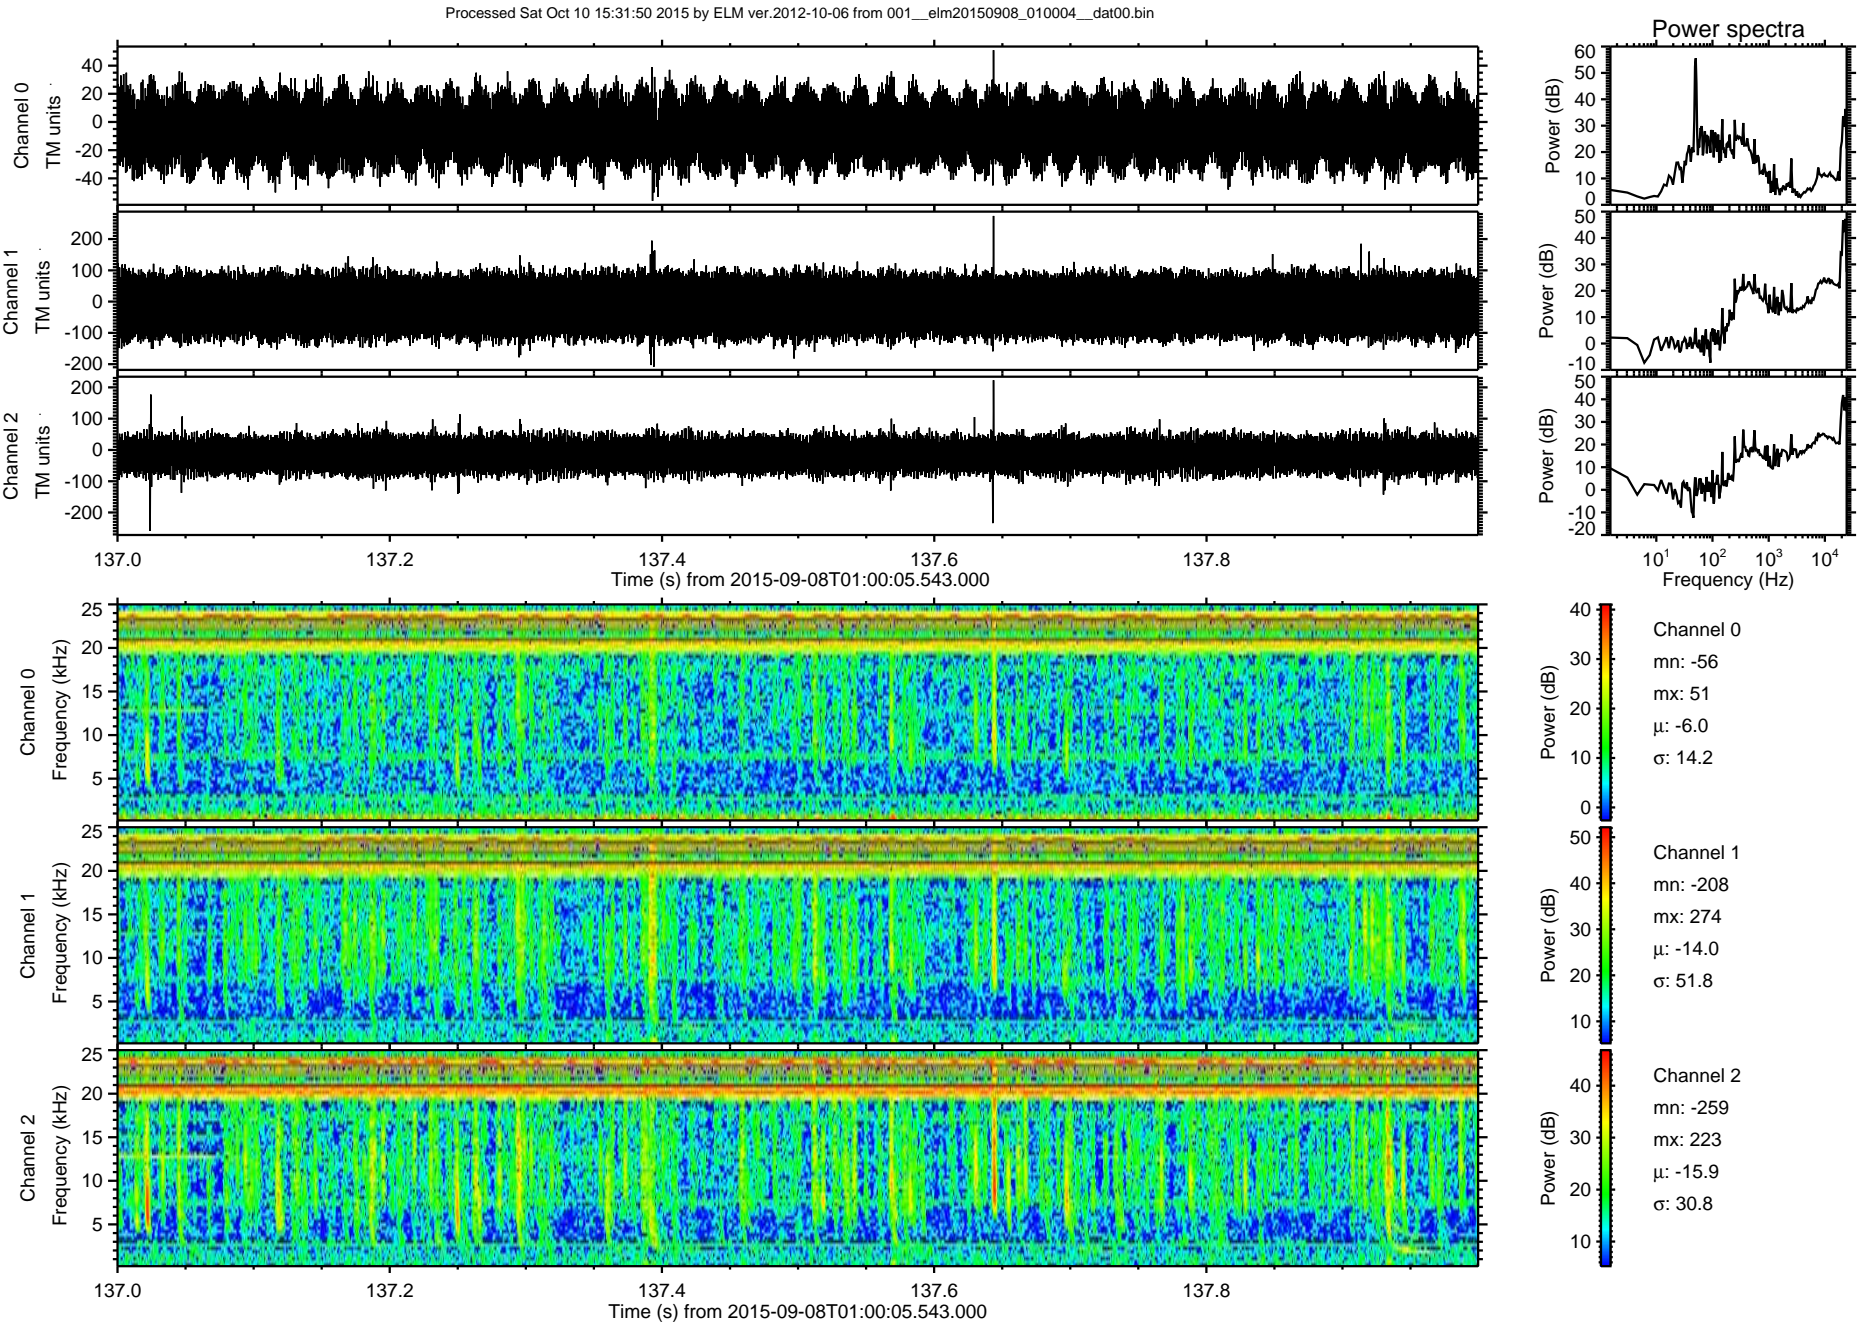 Processed Sat Oct 10 15:31:50 2015 by ELM ver.2012-10-06 from 001__elm20150908_010004__dat00.bin
Power spectra
Channel 0
TM units
40
20
0
-20
-40
Power (dB)
60
50
40
30
20
10
0
Channel 1
TM units
200
100
0
-100
-200
Power (dB)
50
40
30
20
10
0
-10
Channel 2
TM units
200
100
0
-100
-200
Power (dB)
50
40
30
20
10
0
-10
-20
137.0 137.2 137.4 137.6 137.8
Time (s) from 2015-09-08T01:00:05.543.000
10^1 10^2 10^3 10^4
Frequency (Hz)
Channel 0
Frequency (kHz)
25
20
15
10
5
Power (dB)
40
30
20
10
0
Channel 0
mn: -56
mx: 51
μ: -6.0
σ: 14.2
Channel 1
Frequency (kHz)
25
20
15
10
5
Power (dB)
50
40
30
20
10
Channel 1
mn: -208
mx: 274
μ: -14.0
σ: 51.8
Channel 2
Frequency (kHz)
25
20
15
10
5
Power (dB)
40
30
20
10
Channel 2
mn: -259
mx: 223
μ: -15.9
σ: 30.8
137.0 137.2 137.4 137.6 137.8
Time (s) from 2015-09-08T01:00:05.543.000